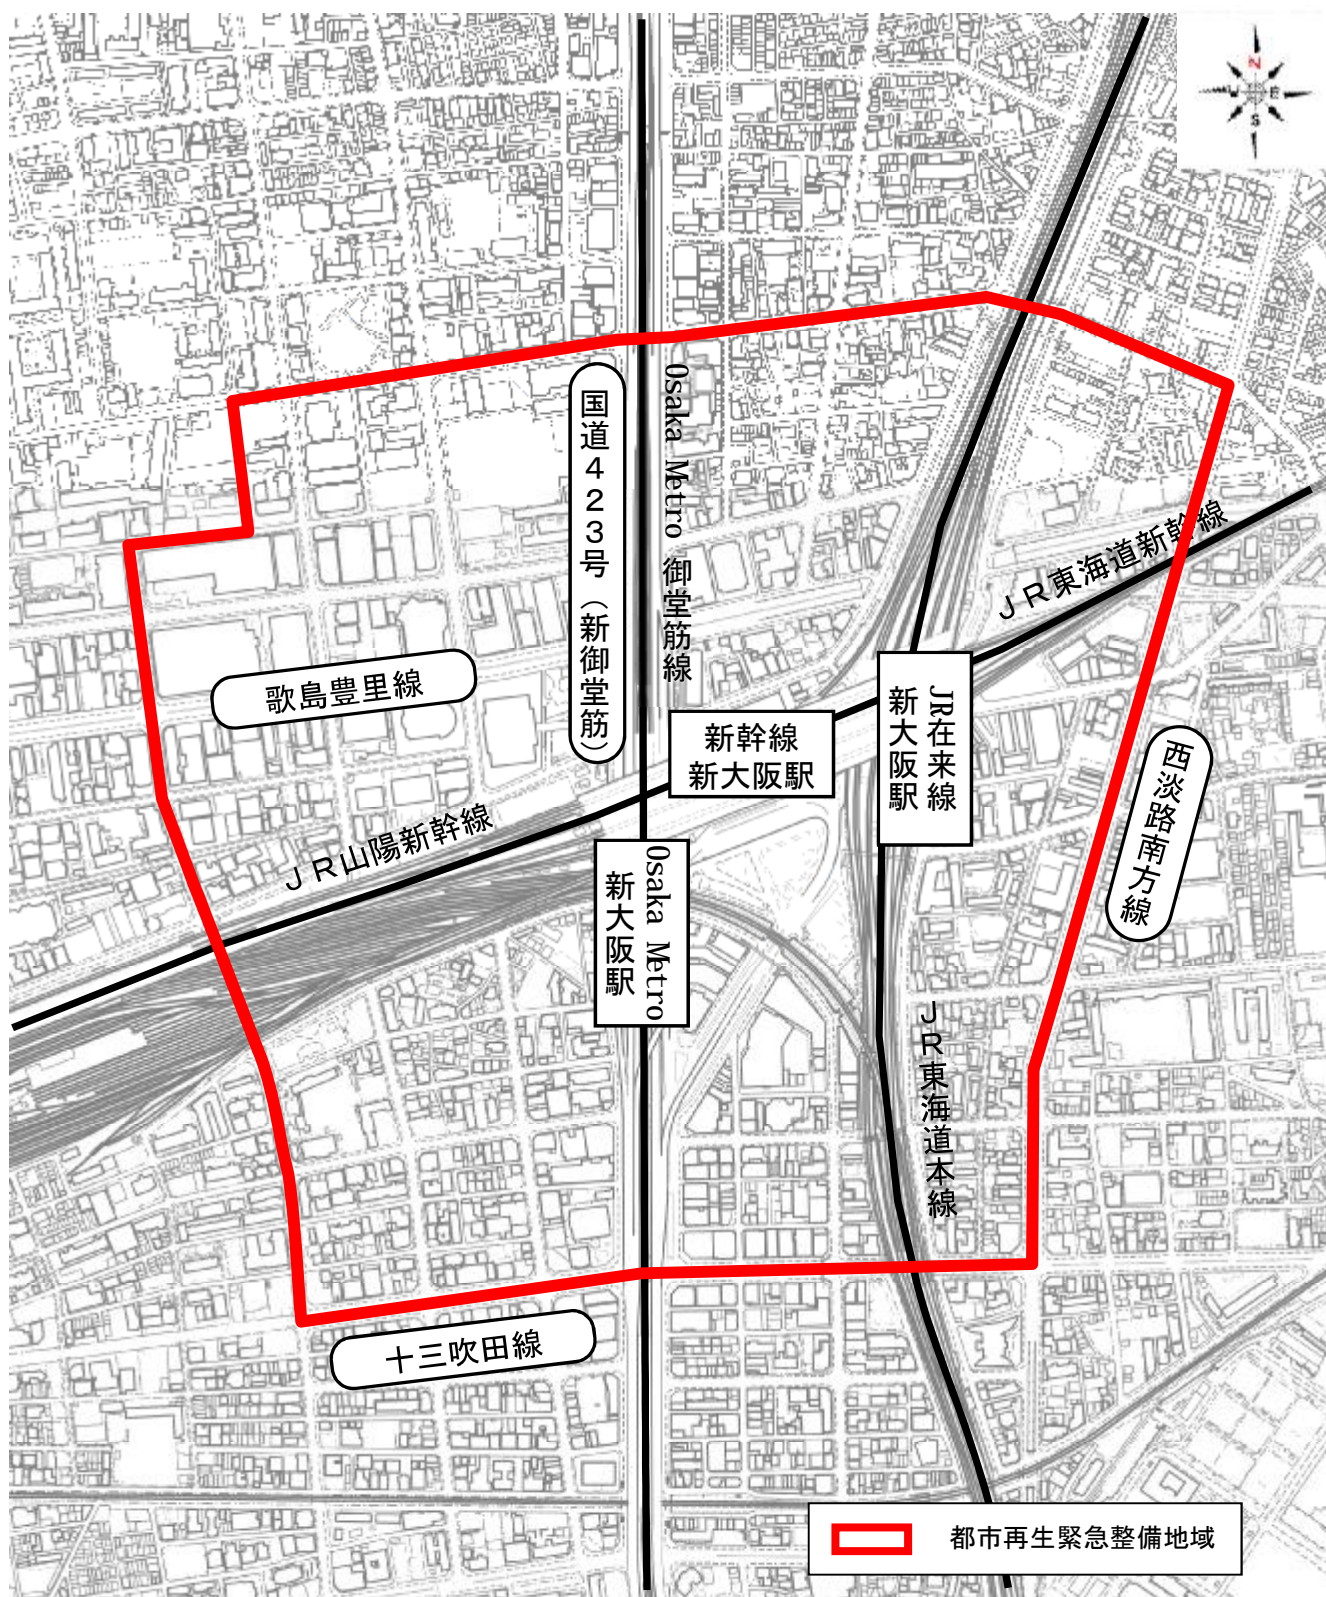 N
E
S
国道423号(新御堂筋)
Osaka Metro 御堂筋線
JR東海道新幹線
歌島豊里線
新幹線
新大阪駅
JR在来線
新大阪駅
西淡路南方線
JR山陽新幹線
Osaka Metro
新大阪駅
JR東海道本線
十三吹田線
都市再生緊急整備地域